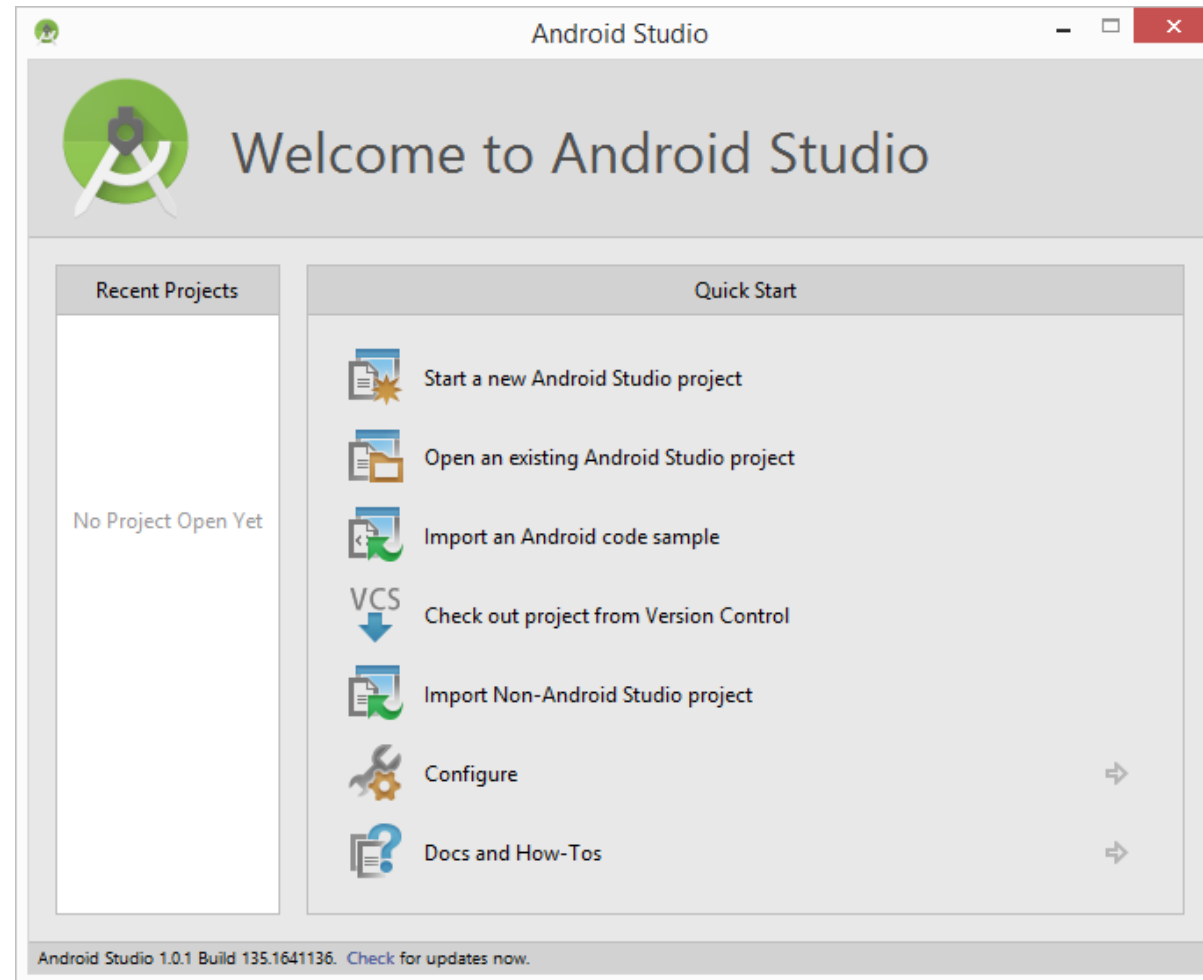 Android Studio
Welcome to Android Studio
Recent Projects
No Project Open Yet
Quick Start
Start a new Android Studio project
Open an existing Android Studio project
Import an Android code sample
VCS
Check out project from Version Control
Import Non-Android Studio project
Configure
Docs and How-Tos
Android Studio 1.0.1 Build 135.1641136. Check for updates now.